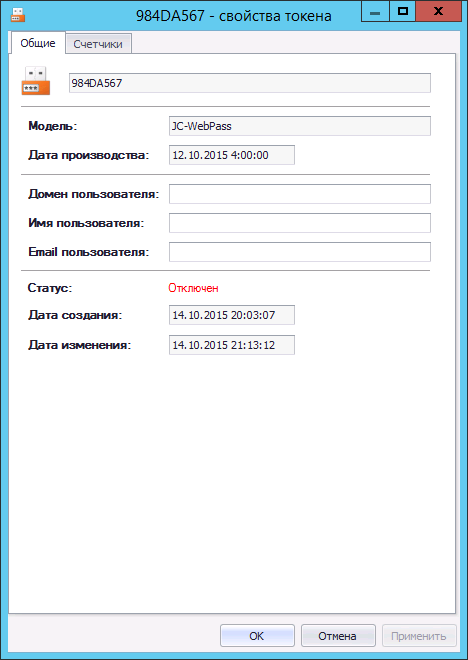 984DA567 - свойства токена
Общие Счетчики
984DA567
Модель: JC-WebPass
Дата производства: 12.10.2015 4:00:00
Домен пользователя:
Имя пользователя:
Email пользователя:
Статус: Отключен
Дата создания: 14.10.2015 20:03:07
Дата изменения: 14.10.2015 21:13:12
OK Отмена Применить